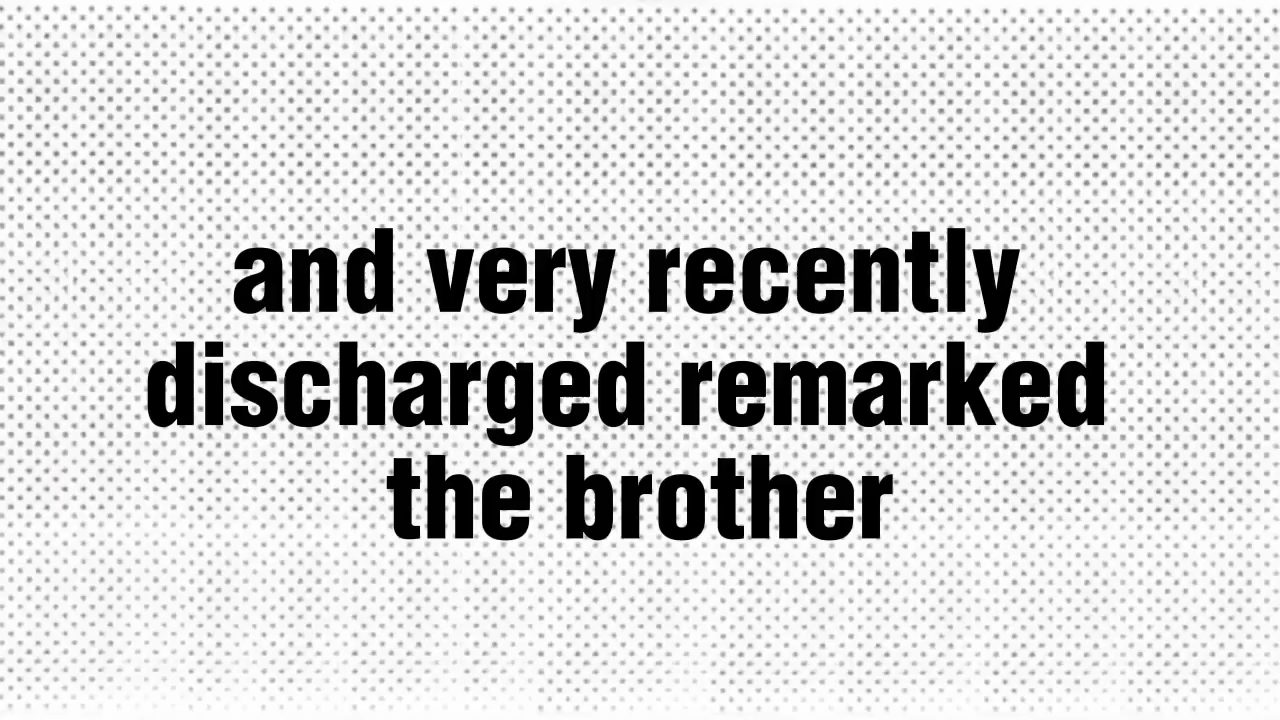 and very recently
discharged remarked
the brother